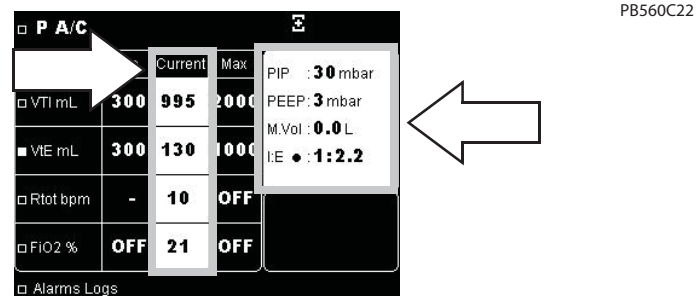 PB560C22
P A/C
Current Max
VTI mL 300 995 2000
VtE mL 300 130 1000
Rtot bpm - 10 OFF
FiO2 % OFF 21 OFF
PIP : 30 mbar
PEEP: 3 mbar
M.Vol : 0.0 L
I:E ● : 1:2.2
Alarms Logs